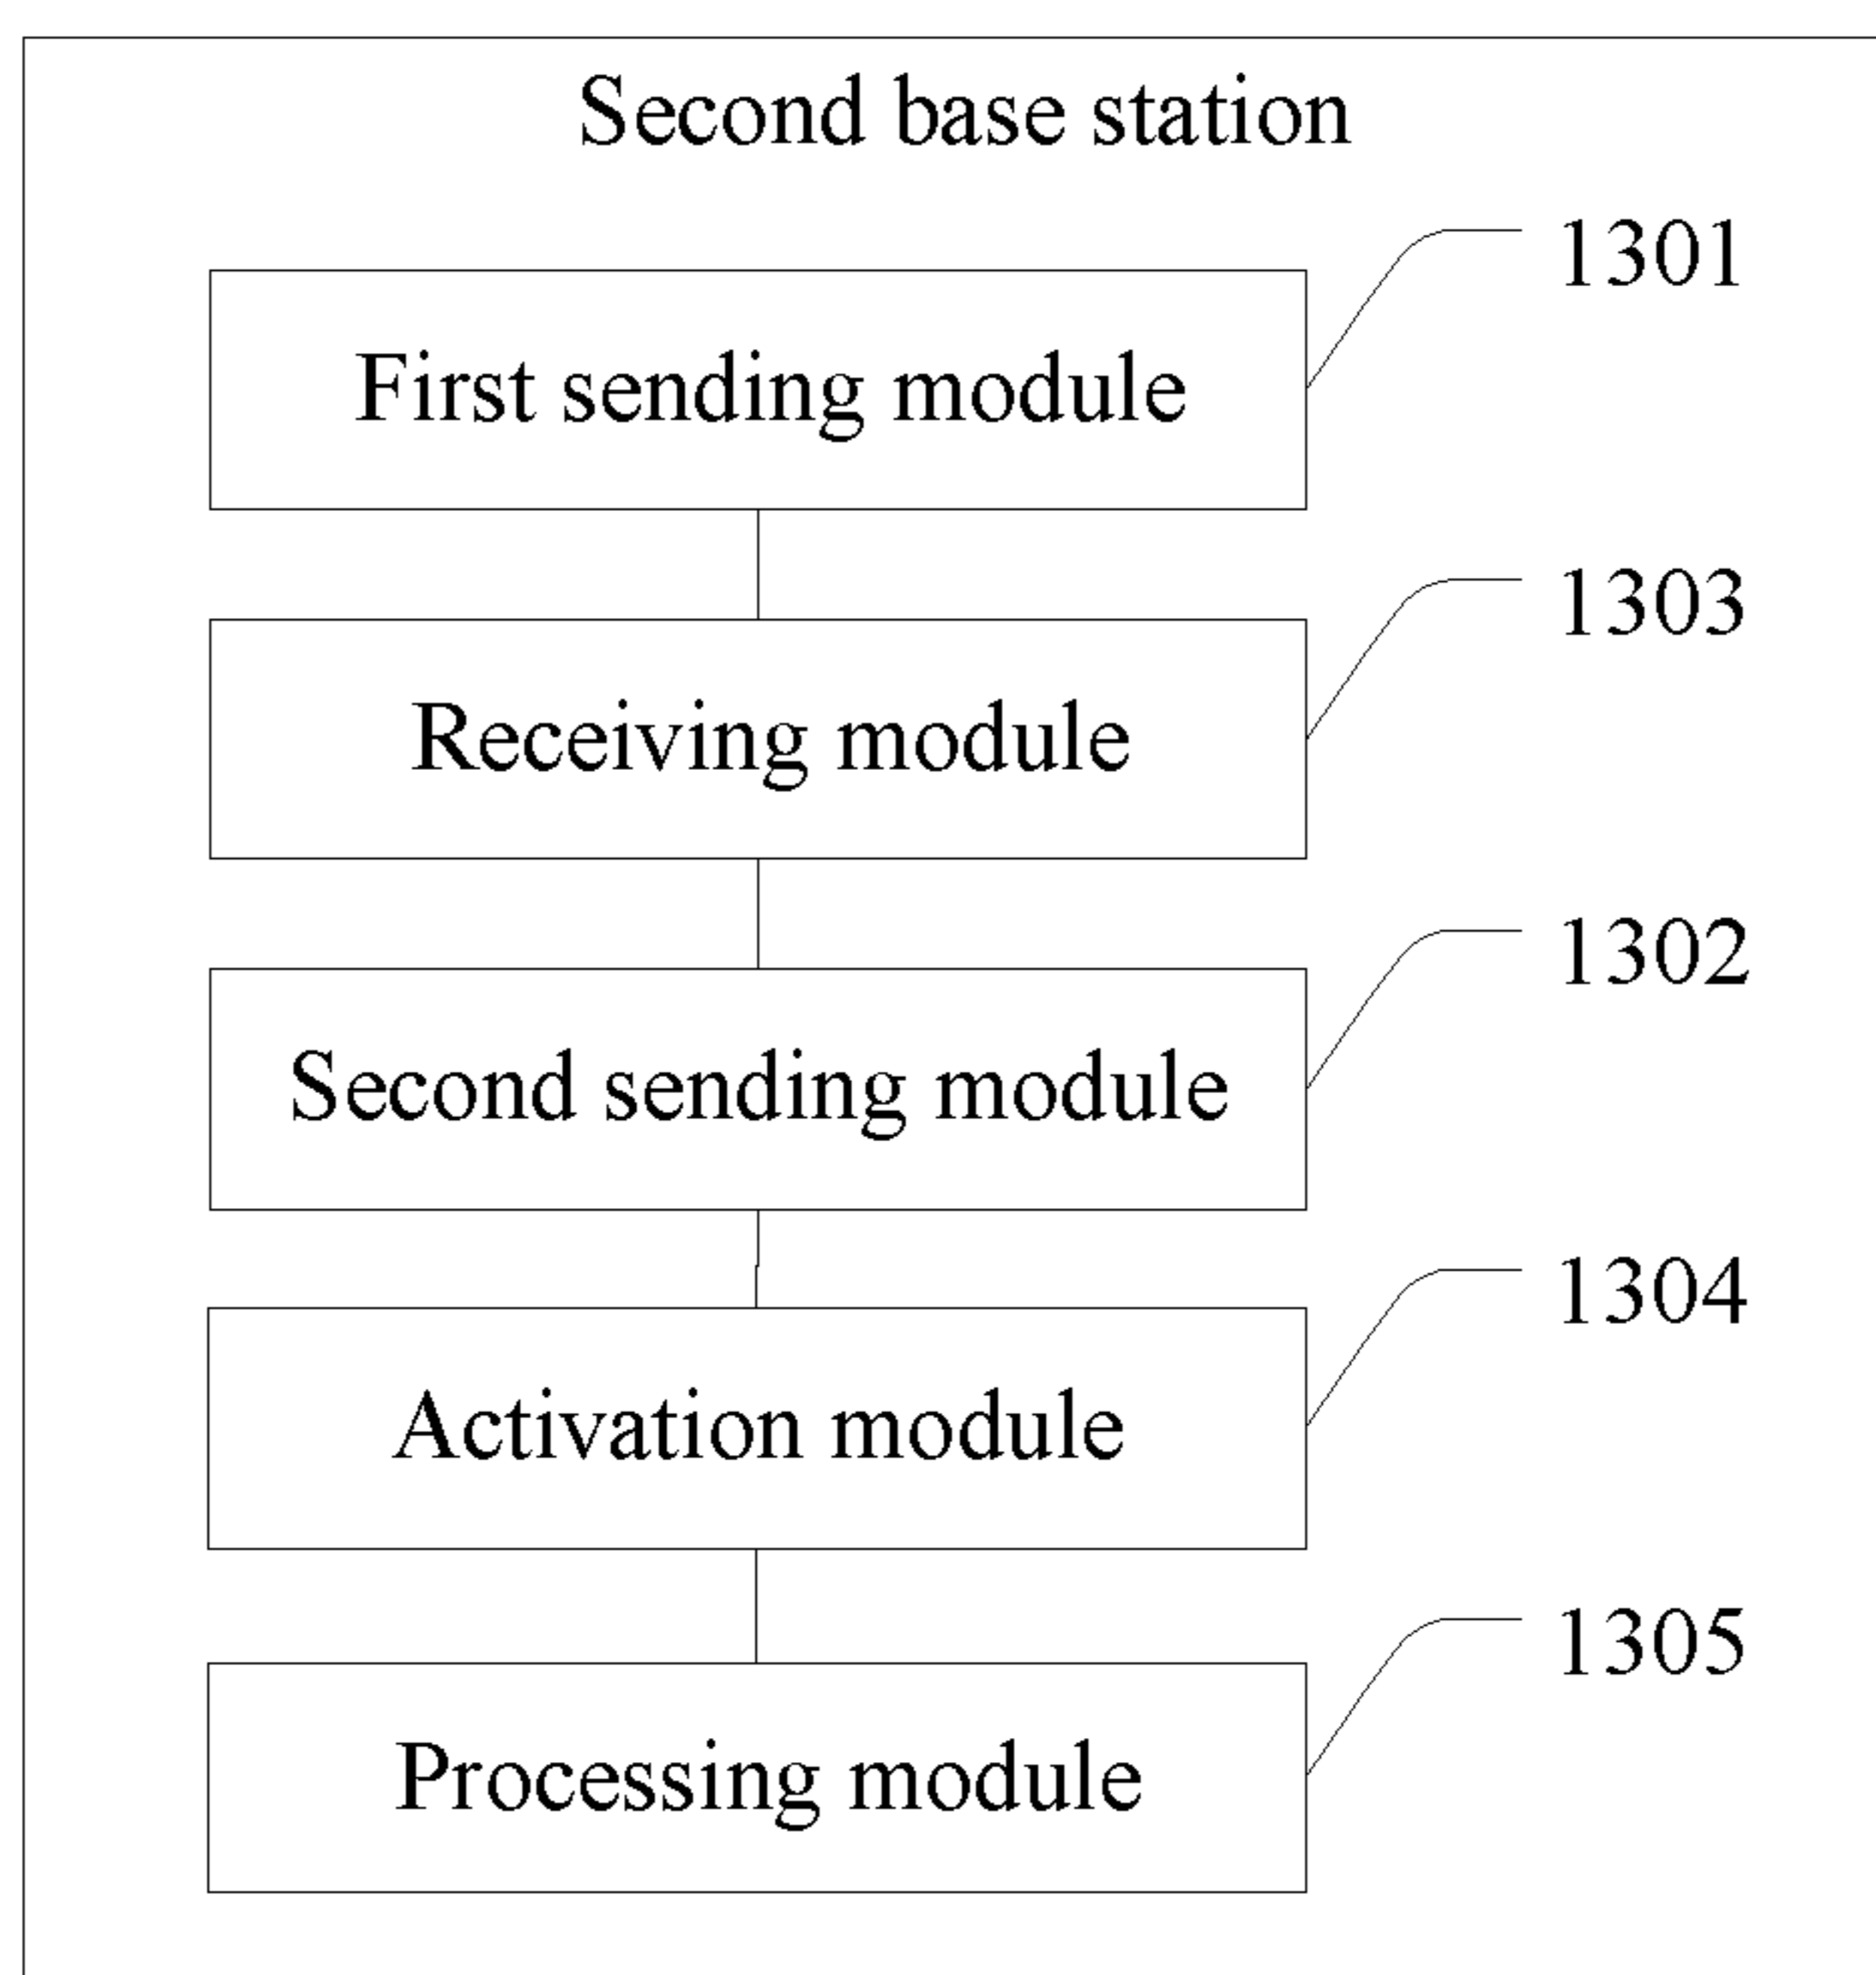 Second base station
1301
First sending module
1303
Receiving module
1302
Second sending module
1304
Activation module
1305
Processing module